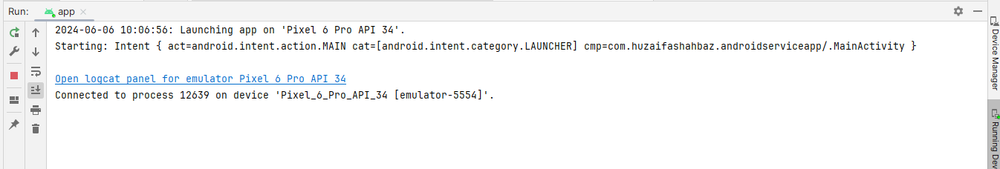 Run: app
2024-06-06 10:06:56: Launching app on 'Pixel 6 Pro API 34'.
Starting: Intent { act=android.intent.action.MAIN cat=[android.intent.category.LAUNCHER] cmp=com.huzaifashahbaz.androidserviceapp/.MainActivity }
Open logcat panel for emulator Pixel 6 Pro API 34
Connected to process 12639 on device 'Pixel_6_Pro_API_34 [emulator-5554]'.
Device Manager
Running Dev